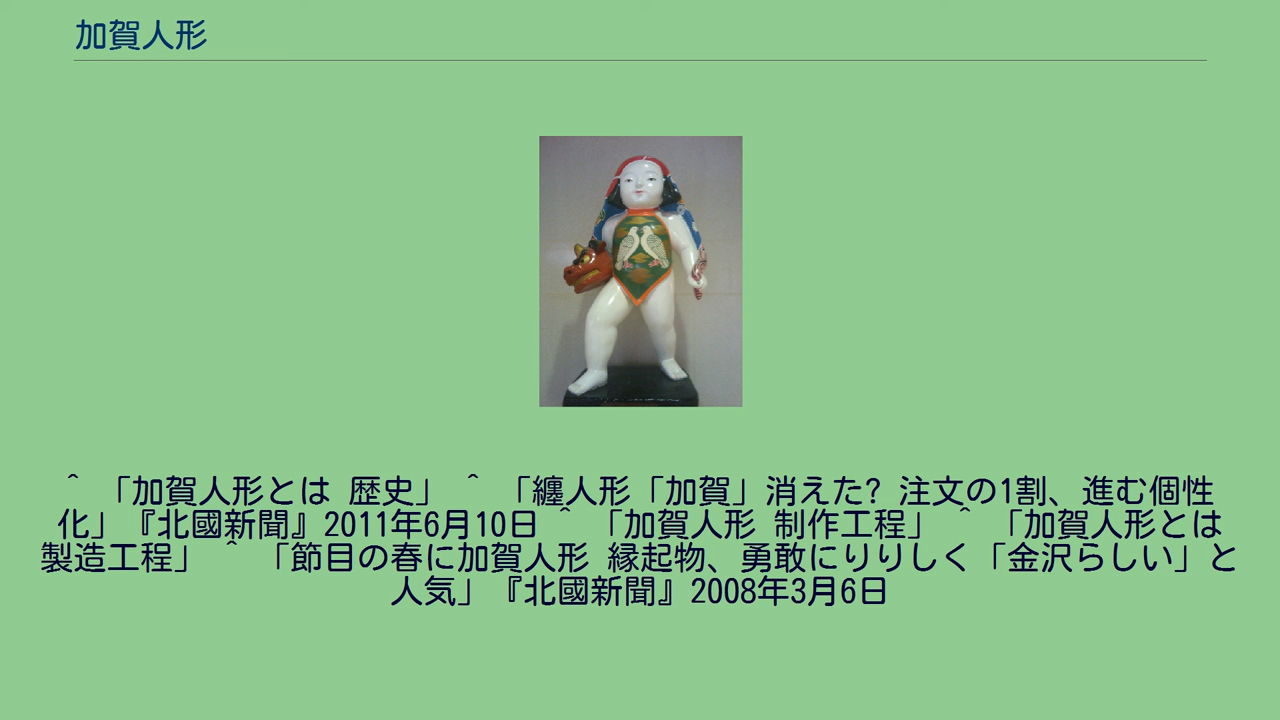 加賀人形
^ 「加賀人形とは 歴史」 ^ 「纏人形「加賀」消えた? 注文の1割、進む個性
化」『北國新聞』2011年6月10日 ^ 「加賀人形 制作工程」 ^ 「加賀人形とは
製造工程」 ^ 「節目の春に加賀人形 縁起物、勇敢にりりしく「金沢らしい」と
人気」『北國新聞』2008年3月6日